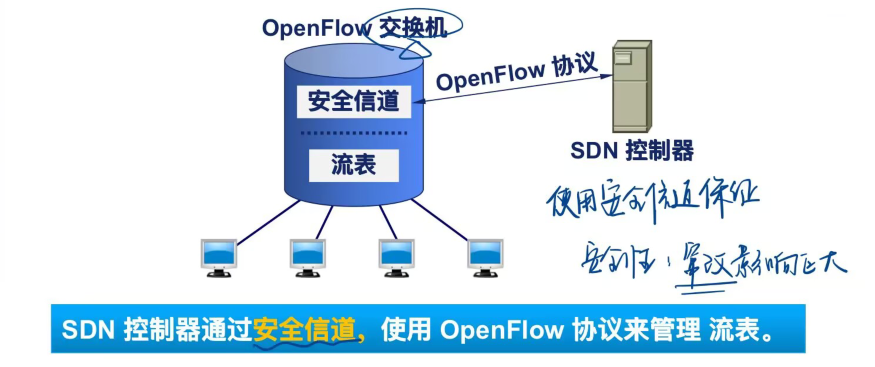 OpenFlow 交换机
安全信道
OpenFlow 协议
流表
SDN 控制器
使用安全信道保证
安全性,篡改影响巨大
SDN 控制器通过安全信道,使用 OpenFlow 协议来管理 流表。